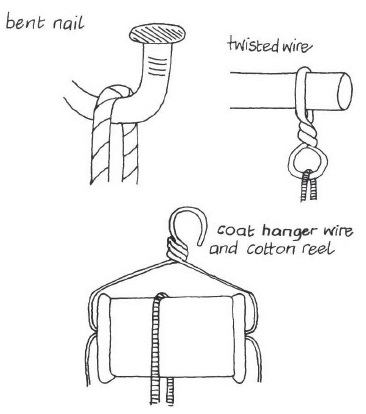 bent nail
twisted wire
coat hanger wire
and cotton reel